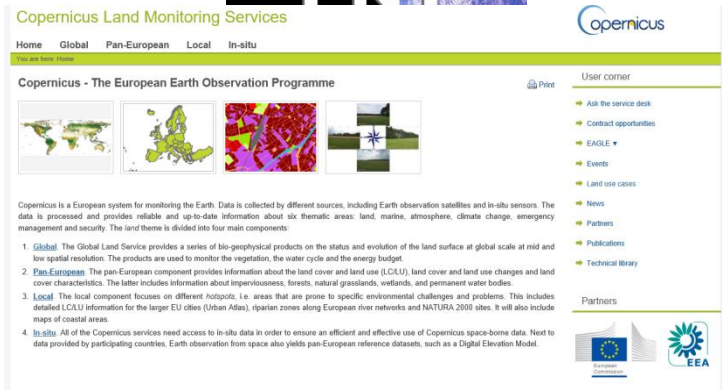 Copernicus Land Monitoring Services
opernicus
Home Global Pan-European Local In-situ
You are here: Home
Copernicus - The European Earth Observation Programme
Print
Copernicus is a European system for monitoring the Earth. Data is collected by different sources, including Earth observation satellites and in-situ sensors. The
data is processed and provides reliable and up-to-date information about six thematic areas: land, marine, atmosphere, climate change, emergency
management and security. The land theme is divided into four main components:
1. Global. The Global Land Service provides a series of bio-geophysical products on the status and evolution of the land surface at global scale at mid and
low spatial resolution. The products are used to monitor the vegetation, the water cycle and the energy budget.
2. Pan-European. The pan-European component provides information about the land cover and land use (LC/LU), land cover and land use changes and land
cover characteristics. The latter includes information about imperviousness, forests, natural grasslands, wetlands, and permanent water bodies.
3. Local. The local component focuses on different hotspots, i.e. areas that are prone to specific environmental challenges and problems. This includes
detailed LC/LU information for the larger EU cities (Urban Atlas), riparian zones along European river networks and NATURA 2000 sites. It will also include
maps of coastal areas.
4. In-situ. All of the Copernicus services need access to in-situ data in order to ensure an efficient and effective use of Copernicus space-borne data. Next to
data provided by participating countries, Earth observation from space also yields pan-European reference datasets, such as a Digital Elevation Model.
User corner
Ask the service desk
Contract opportunities
EAGLE
Events
Land use cases
News
Partners
Publications
Technical library
Partners
European
Commission
EEA